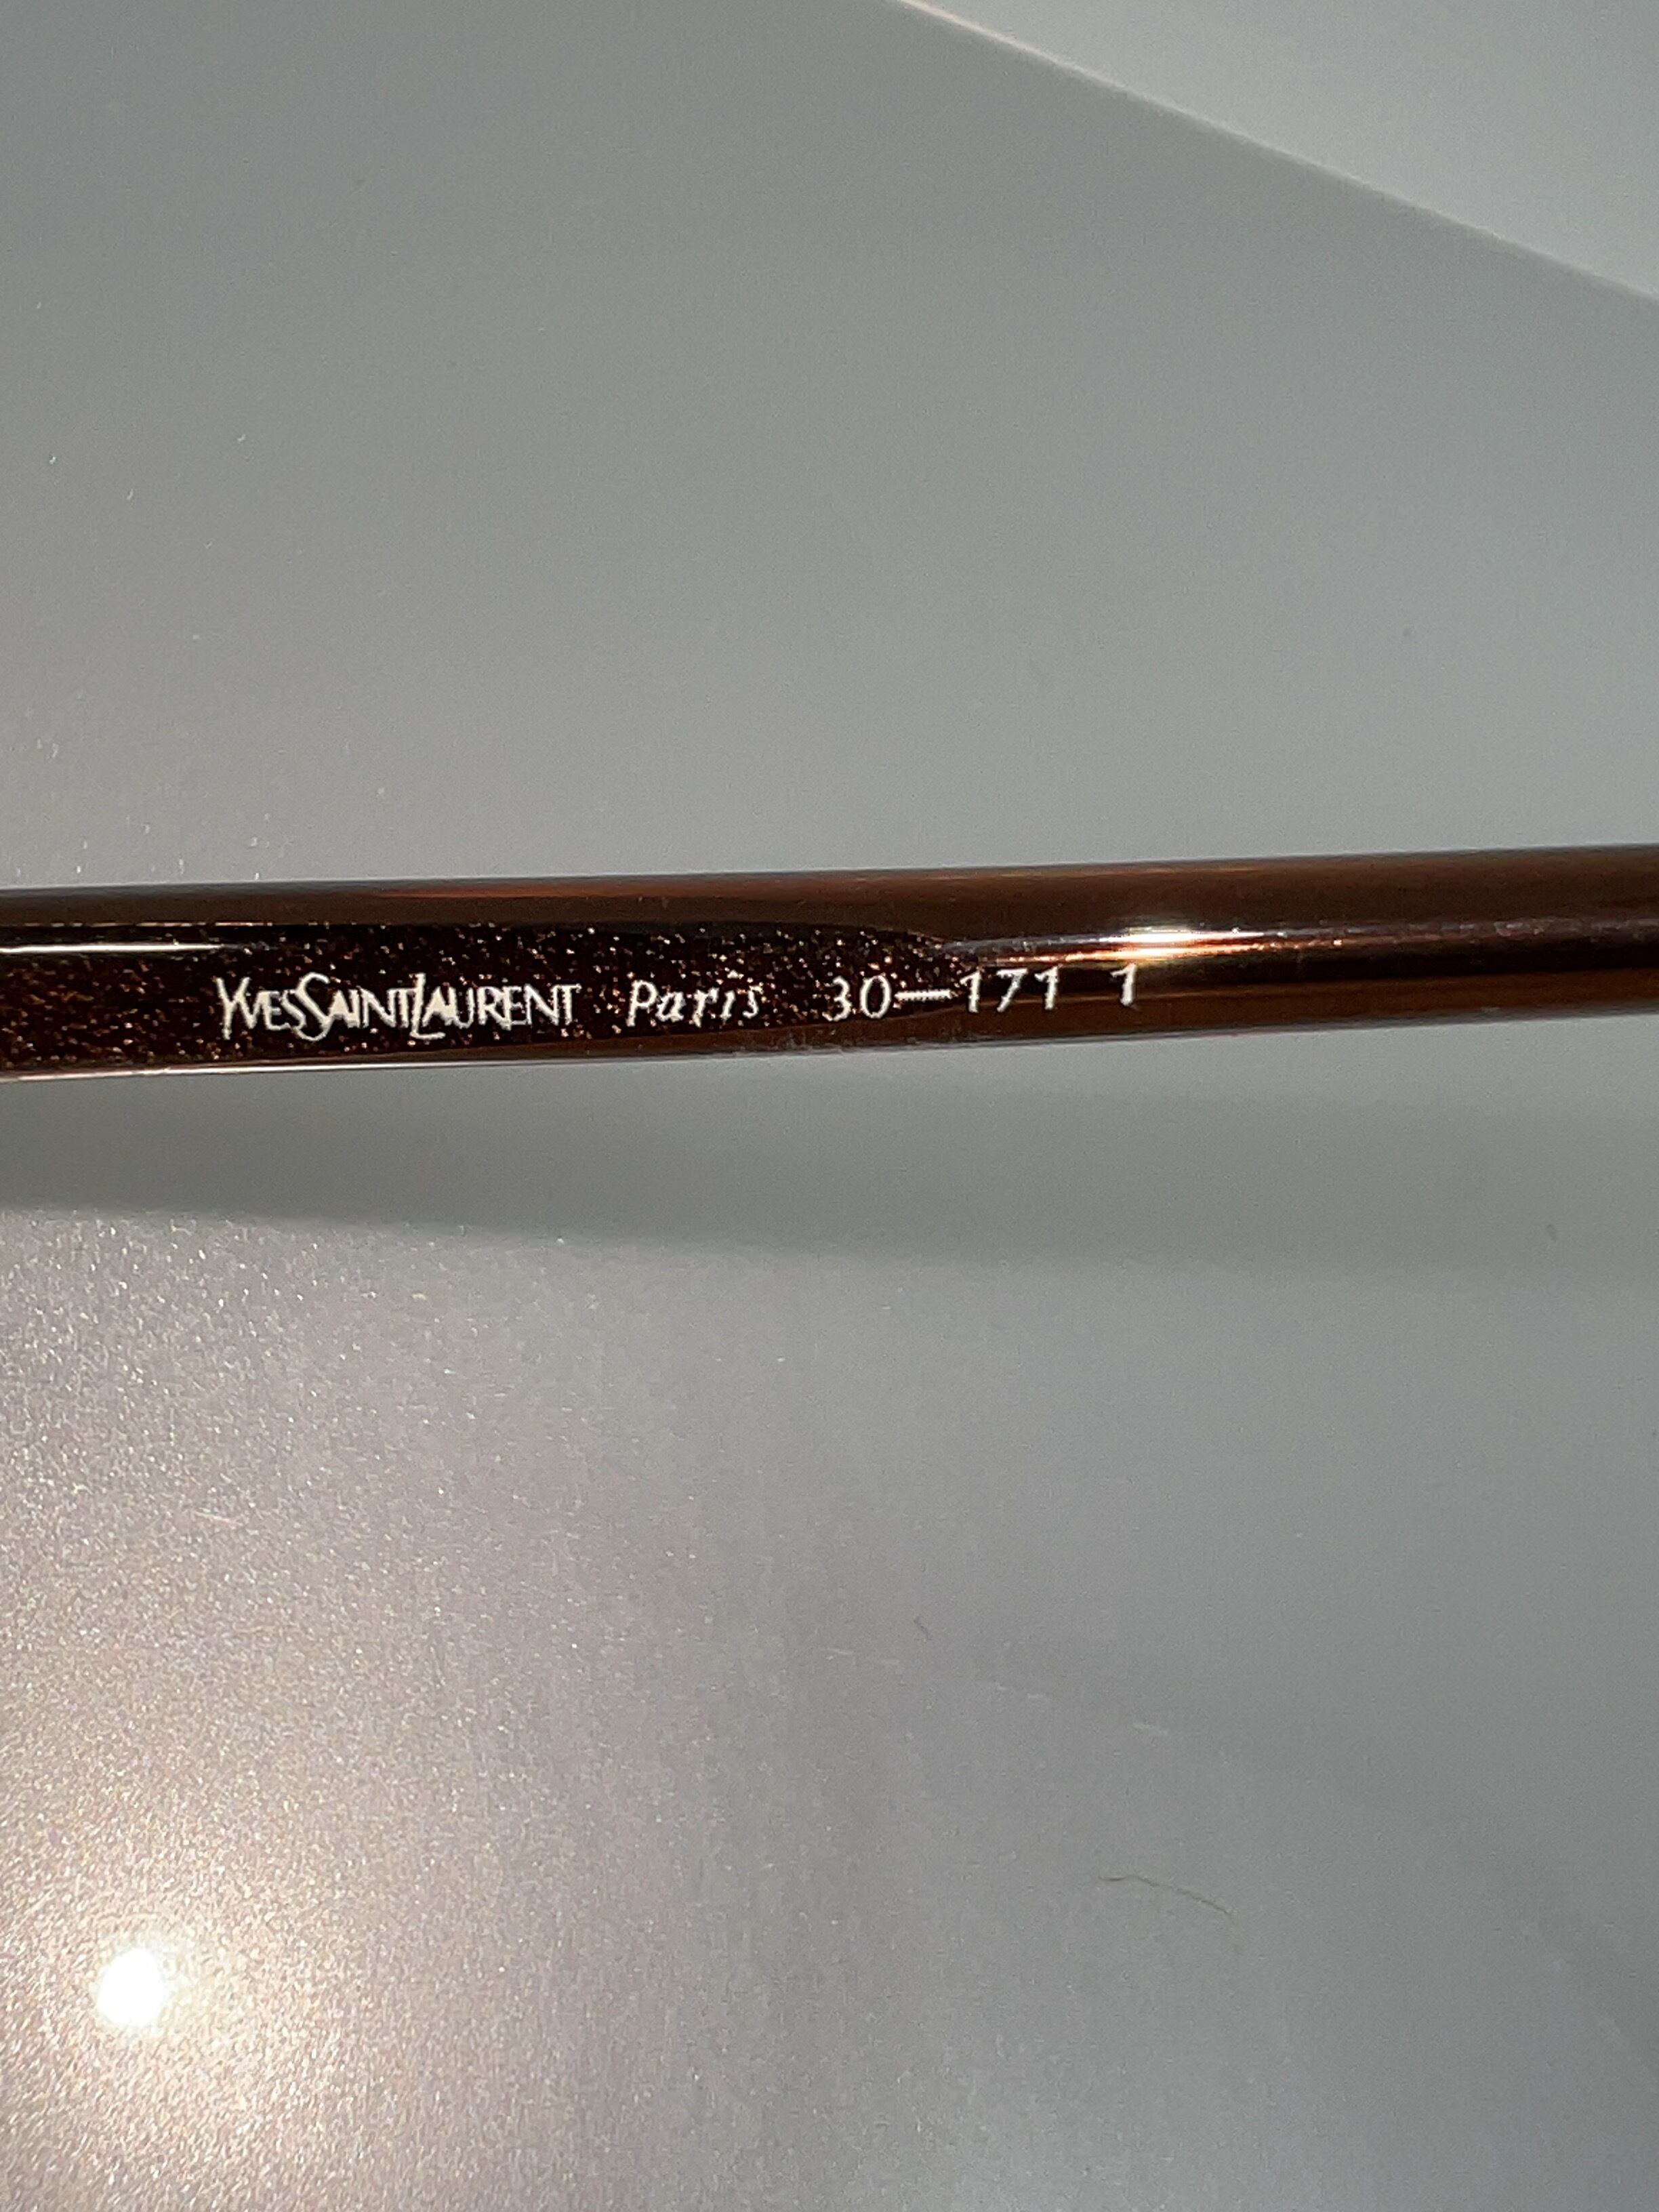 YVESSAINTLAURENT Paris 30—171 1